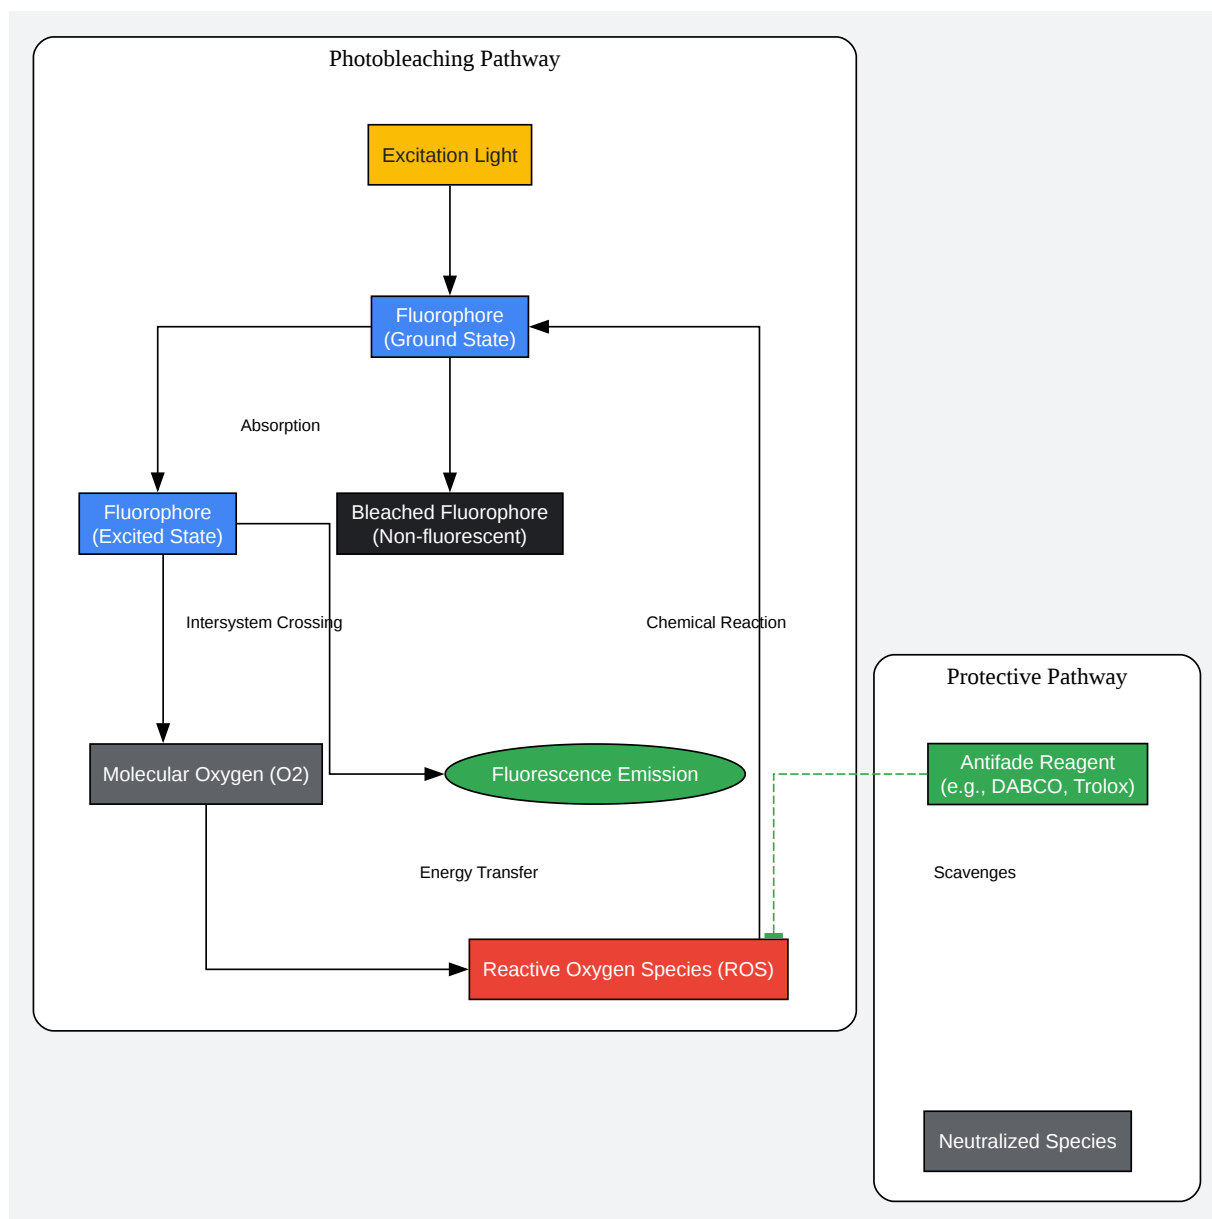 Photobleaching Pathway
Excitation Light
Fluorophore
(Ground State)
Absorption
Fluorophore
(Excited State)
Bleached Fluorophore
(Non-fluorescent)
Intersystem Crossing
Chemical Reaction
Molecular Oxygen (O2)
Fluorescence Emission
Energy Transfer
Reactive Oxygen Species (ROS)
Protective Pathway
Antifade Reagent
(e.g., DABCO, Trolox)
Scavenges
Neutralized Species